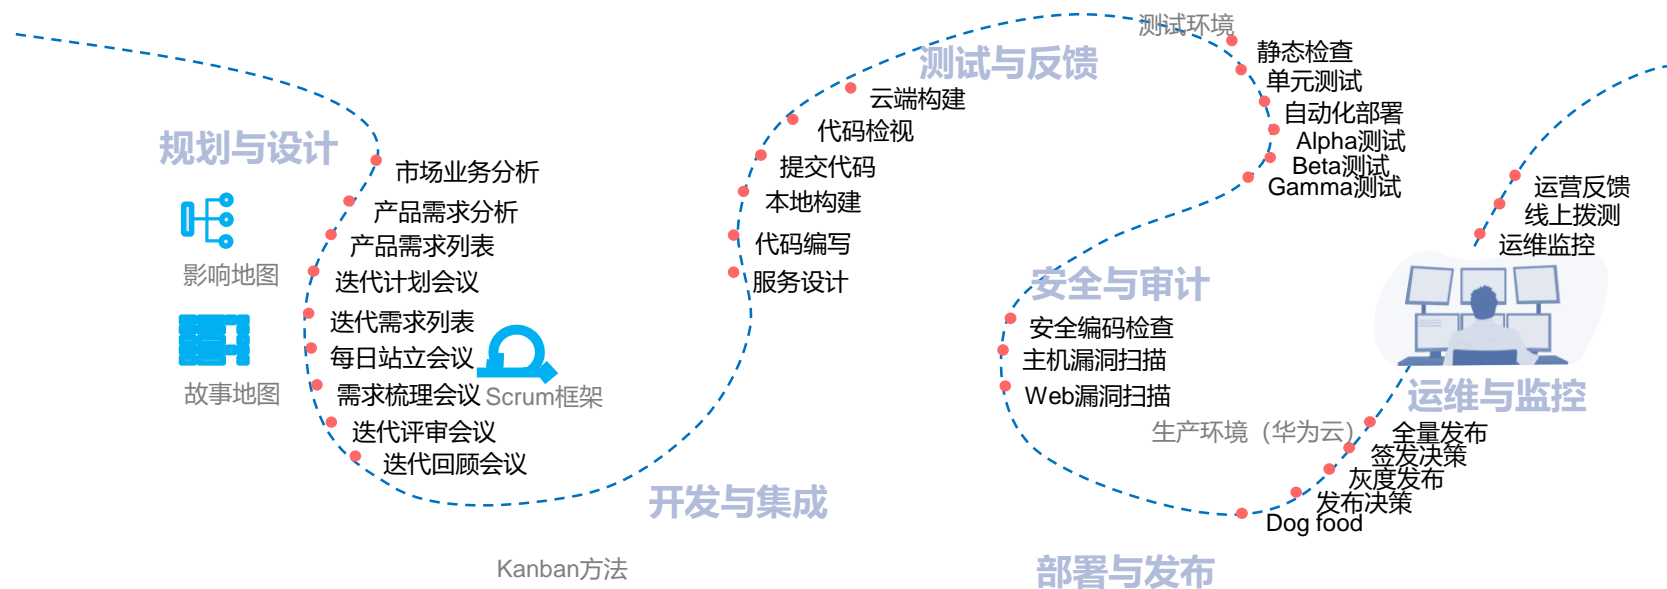 规划与设计
影响地图
故事地图
市场业务分析
产品需求分析
产品需求列表
迭代计划会议
迭代需求列表
每日站立会议
需求梳理会议
迭代评审会议
迭代回顾会议
Scrum框架
Kanban方法
开发与集成
服务设计
代码编写
本地构建
提交代码
代码检视
云端构建
测试与反馈
测试环境
静态检查
单元测试
自动化部署
Alpha测试
Beta测试
Gamma测试
安全与审计
安全编码检查
主机漏洞扫描
Web漏洞扫描
部署与发布
生产环境（华为云）
Dog food
发布决策
灰度发布
签发决策
全量发布
运维与监控
运维监控
线上拨测
运营反馈